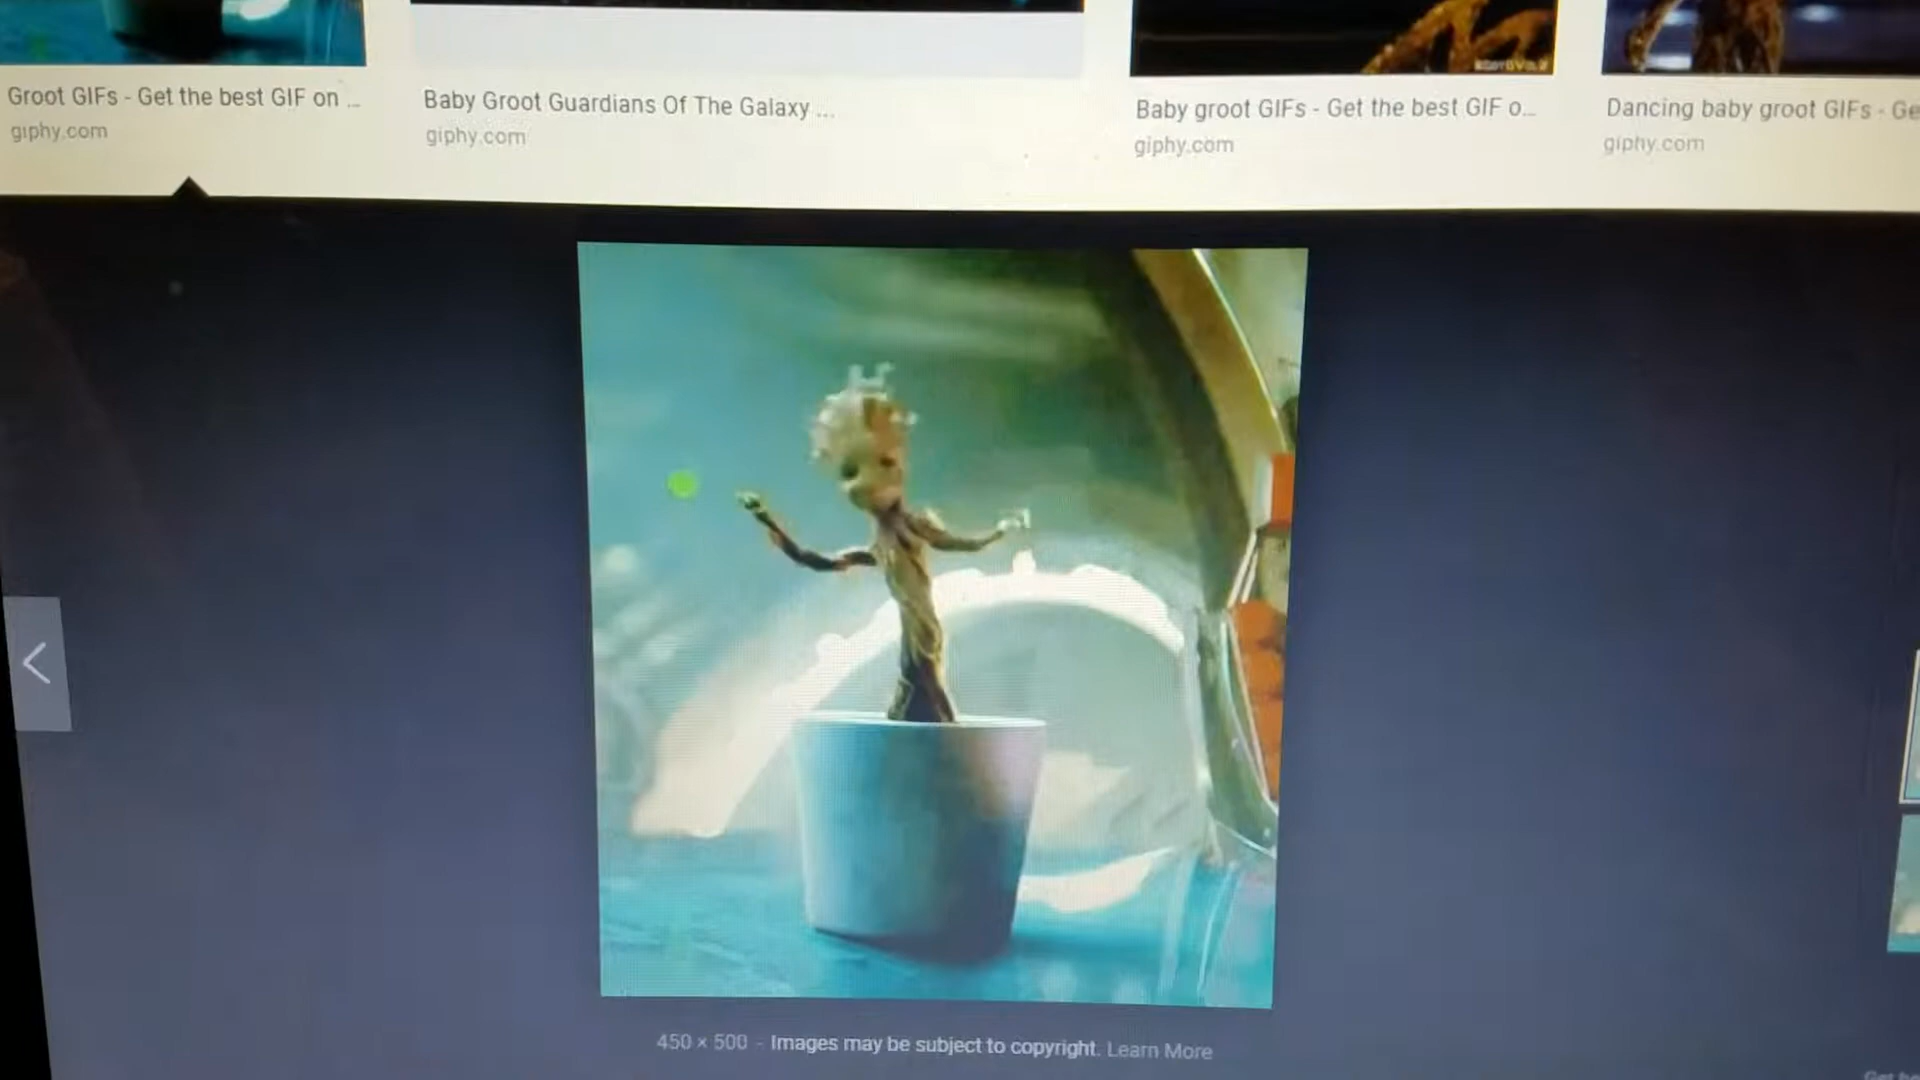 Groot GIFs - Get the best GIF on ...
giphy.com
Baby Groot Guardians Of The Galaxy ...
giphy.com
Baby groot GIFs - Get the best GIF o...
giphy.com
Dancing baby groot GIFs - Ge
giphy.com
450 × 500 - Images may be subject to copyright. Learn More